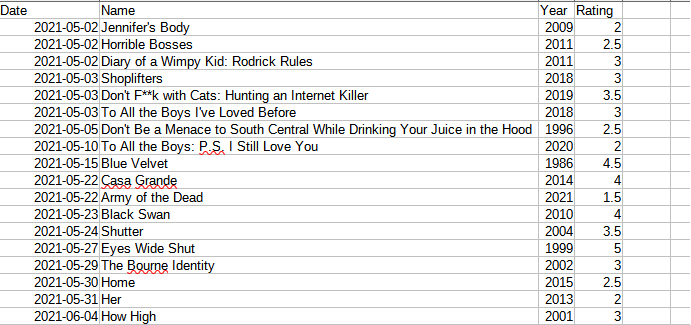 Date Name Year Rating
2021-05-02 Jennifer's Body 2009 2
2021-05-02 Horrible Bosses 2011 2.5
2021-05-02 Diary of a Wimpy Kid: Rodrick Rules 2011 3
2021-05-03 Shoplifters 2018 3
2021-05-03 Don't F**k with Cats: Hunting an Internet Killer 2019 3.5
2021-05-03 To All the Boys I've Loved Before 2018 3
2021-05-05 Don't Be a Menace to South Central While Drinking Your Juice in the Hood 1996 2.5
2021-05-10 To All the Boys: P.S. I Still Love You 2020 2
2021-05-15 Blue Velvet 1986 4.5
2021-05-22 Casa Grande 2014 4
2021-05-22 Army of the Dead 2021 1.5
2021-05-23 Black Swan 2010 4
2021-05-24 Shutter 2004 3.5
2021-05-27 Eyes Wide Shut 1999 5
2021-05-29 The Bourne Identity 2002 3
2021-05-30 Home 2015 2.5
2021-05-31 Her 2013 2
2021-06-04 How High 2001 3